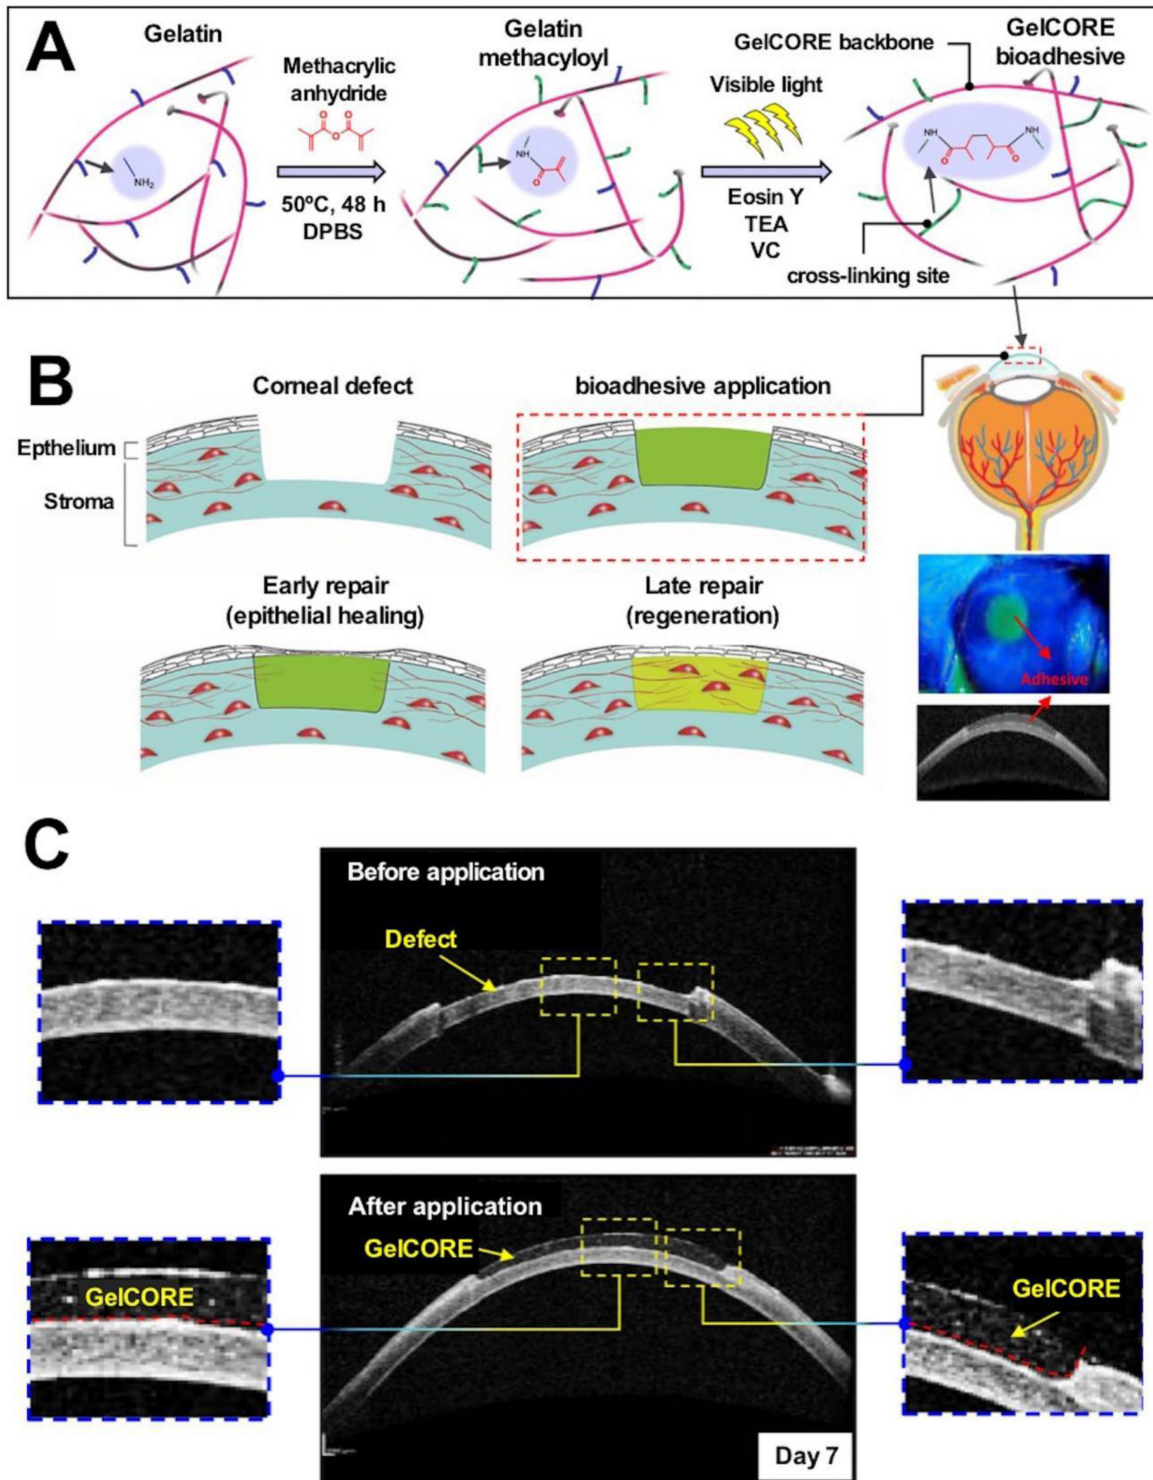 A
Gelatin
Methacrylic
anhydride
50ºC, 48 h
DPBS
Gelatin
methacyloyl
NH₂
NH
O
Visible light
Eosin Y
TEA
VC
GelCORE backbone
GelCORE
bioadhesive
NH
NH
O
O
cross-linking site
B
Corneal defect
bioadhesive application
Epthelium
Stroma
Early repair
(epithelial healing)
Late repair
(regeneration)
Adhesive
C
Before application
Defect
After application
GelCORE
GelCORE
GelCORE
Day 7